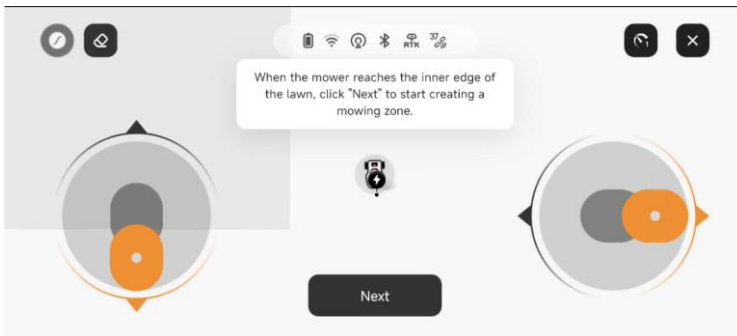 RTK
37
1
When the mower reaches the inner edge of
the lawn, click "Next" to start creating a
mowing zone.
Next